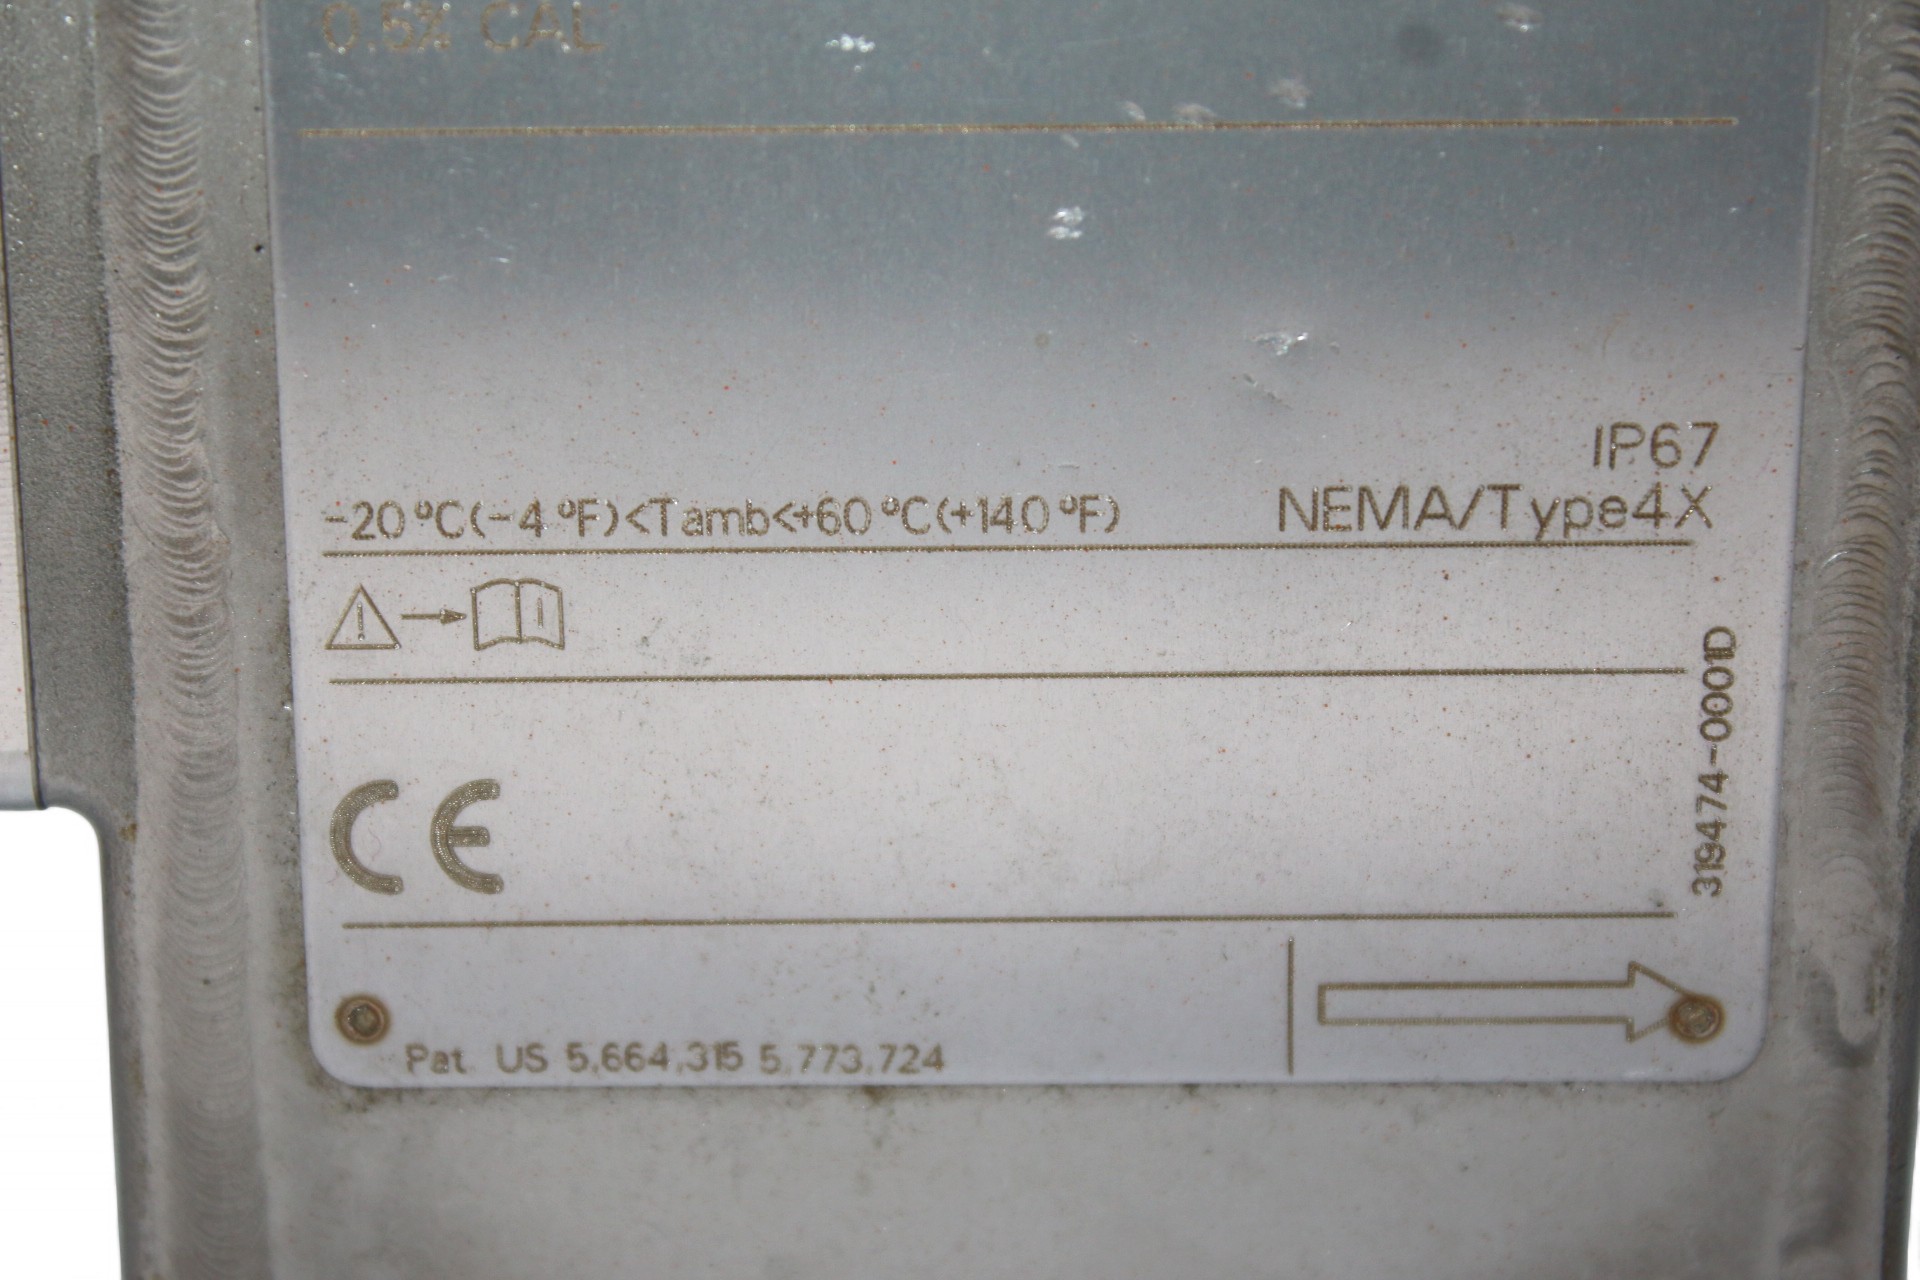 0.5% CAL
IP67
-20°C(-4°F)<Tamb<+60°C(+140°F)
NEMA/Type4X
319474-0001D
CE
Pat. US 5,664,315 5,773,724